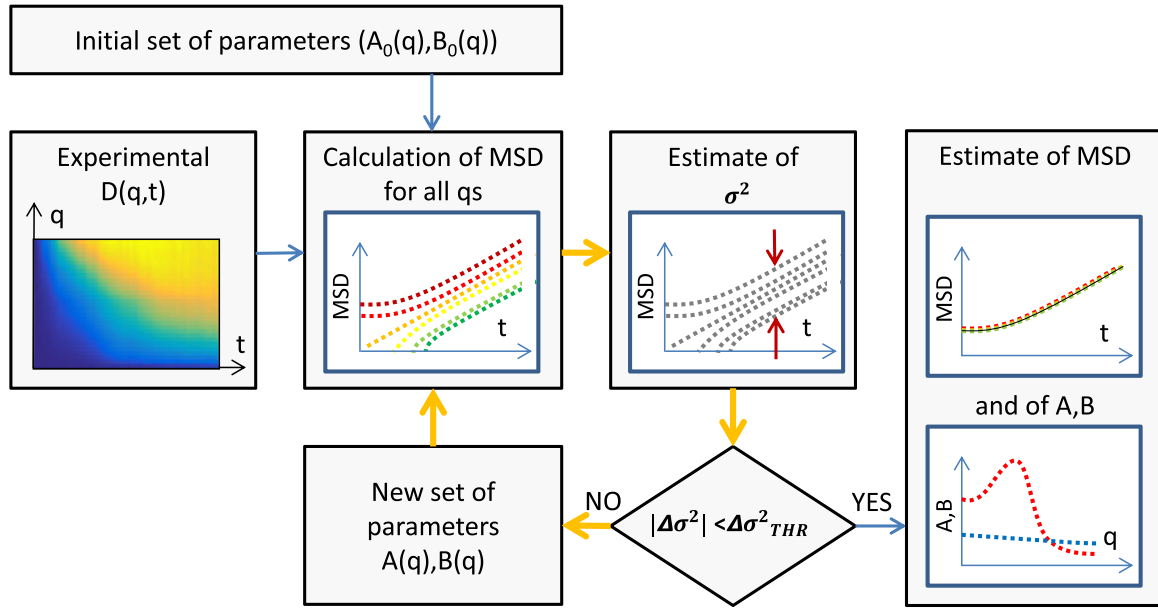 Initial set of parameters (A₀(q),B₀(q))
Experimental
D(q,t)
q
t
Calculation of MSD
for all qs
MSD
t
Estimate of
σ²
MSD
t
Estimate of MSD
MSD
t
and of A,B
A,B
q
New set of
parameters
A(q),B(q)
NO
|Δσ²| <Δσ²THR
YES